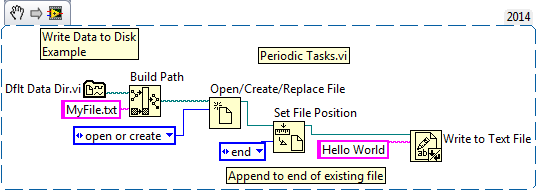 2014
Write Data to Disk
Example
Periodic Tasks.vi
Build Path
Dflt Data Dir.vi
Open/Create/Replace File
MyFile.txt
Set File Position
open or create
Write to Text File
end
Hello World
Append to end of existing file